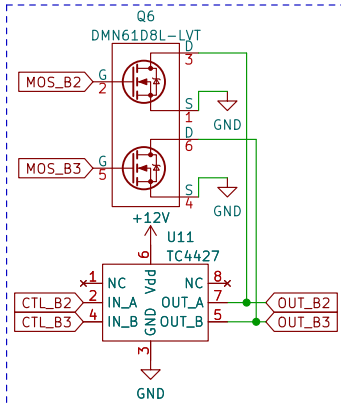 Q6
DMN61D8L-LVT
D
3
MOS_B2
G
2
S
1
GND
D
6
MOS_B3
G
5
S
4
GND
+12V
U11
TC4427
6
1
NC
Vdd
NC
8
CTL_B2
2
IN_A
OUT_A
7
OUT_B2
CTL_B3
4
IN_B
GND
OUT_B
5
OUT_B3
3
GND